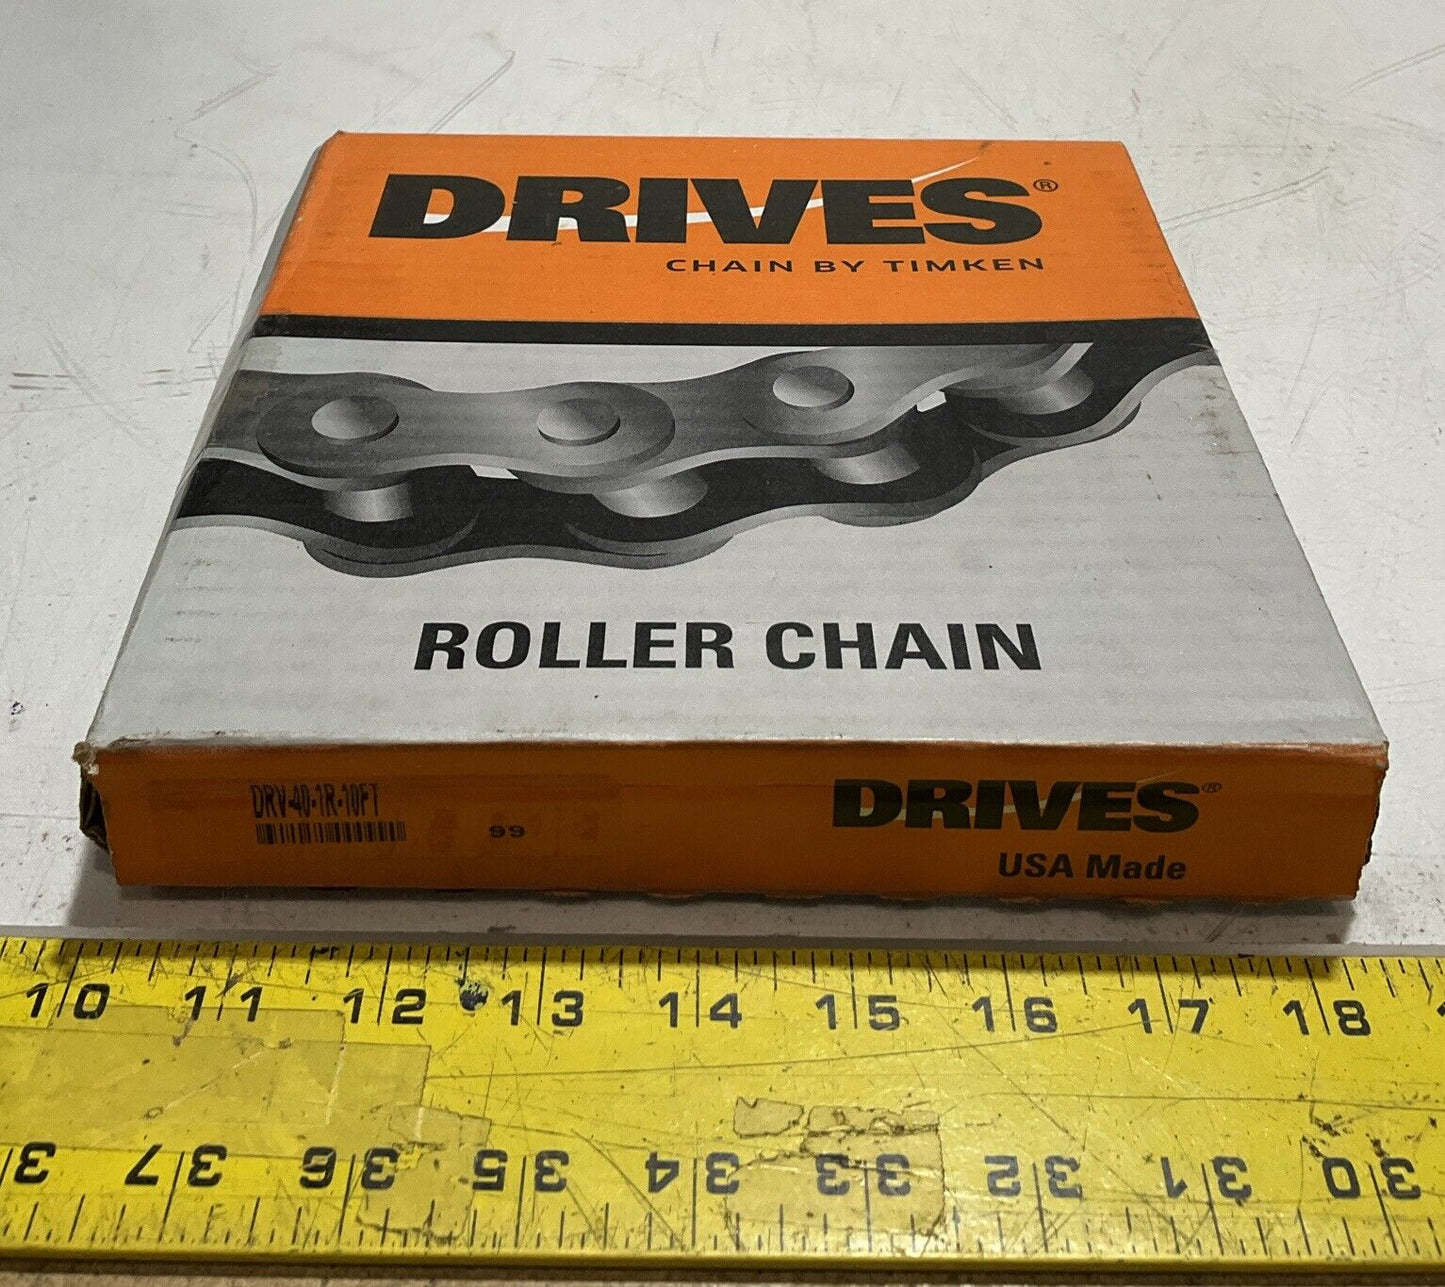 DRIVES®
CHAIN BY TIMKEN
ROLLER CHAIN
DRV-40-1R-10FT
99
DRIVES®
USA Made
10 11 12 13 14 15 16 17 18
37 36 35 34 33 32 31 30